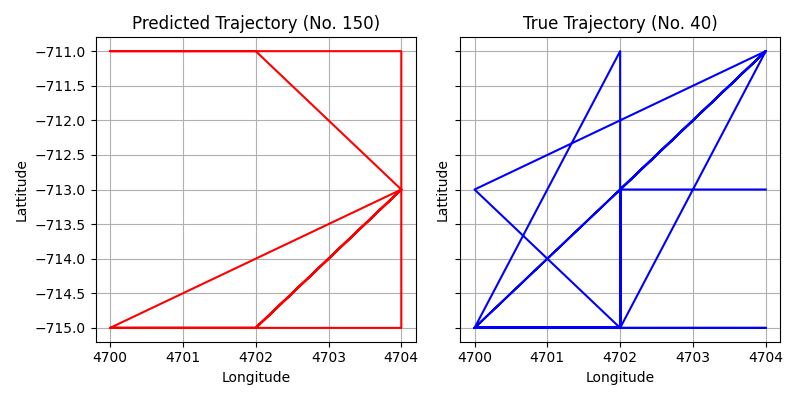 Predicted Trajectory (No. 150)
True Trajectory (No. 40)
Lattitude
−711.0
−711.5
−712.0
−712.5
−713.0
−713.5
−714.0
−714.5
−715.0
4700 4701 4702 4703 4704
Longitude
Lattitude
4700 4701 4702 4703 4704
Longitude